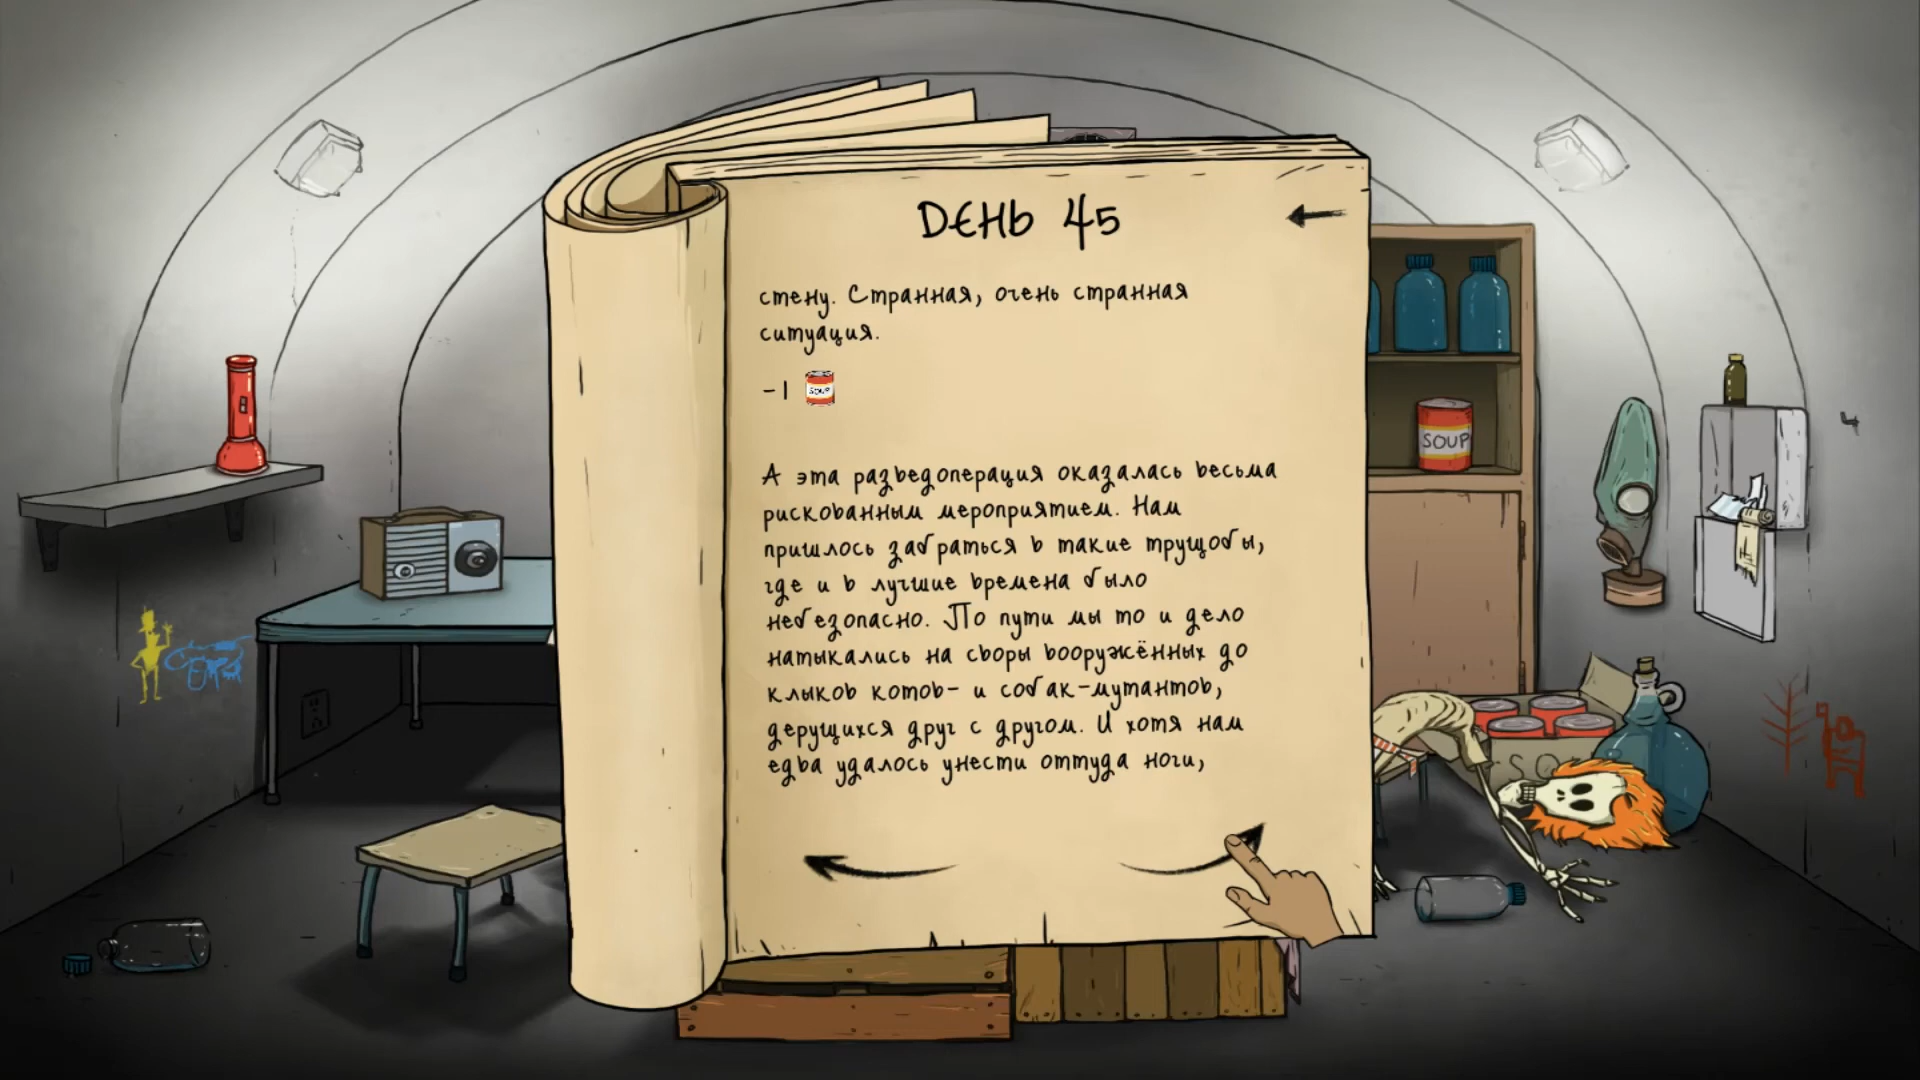 ДЕНЬ 45
стену. Странная, очень странная
ситуация.
-1 SOUP
А эта разведоперация оказалась весьма
рискованным мероприятием. Нам
пришлось забраться в такие трущобы,
где и в лучшие времена было
небезопасно. По пути мы то и дело
натыкались на своры вооружённых до
клыков котов- и собак-мутантов,
дерущихся друг с другом. И хотя нам
едва удалось унести оттуда ноги,
SOUP
SO